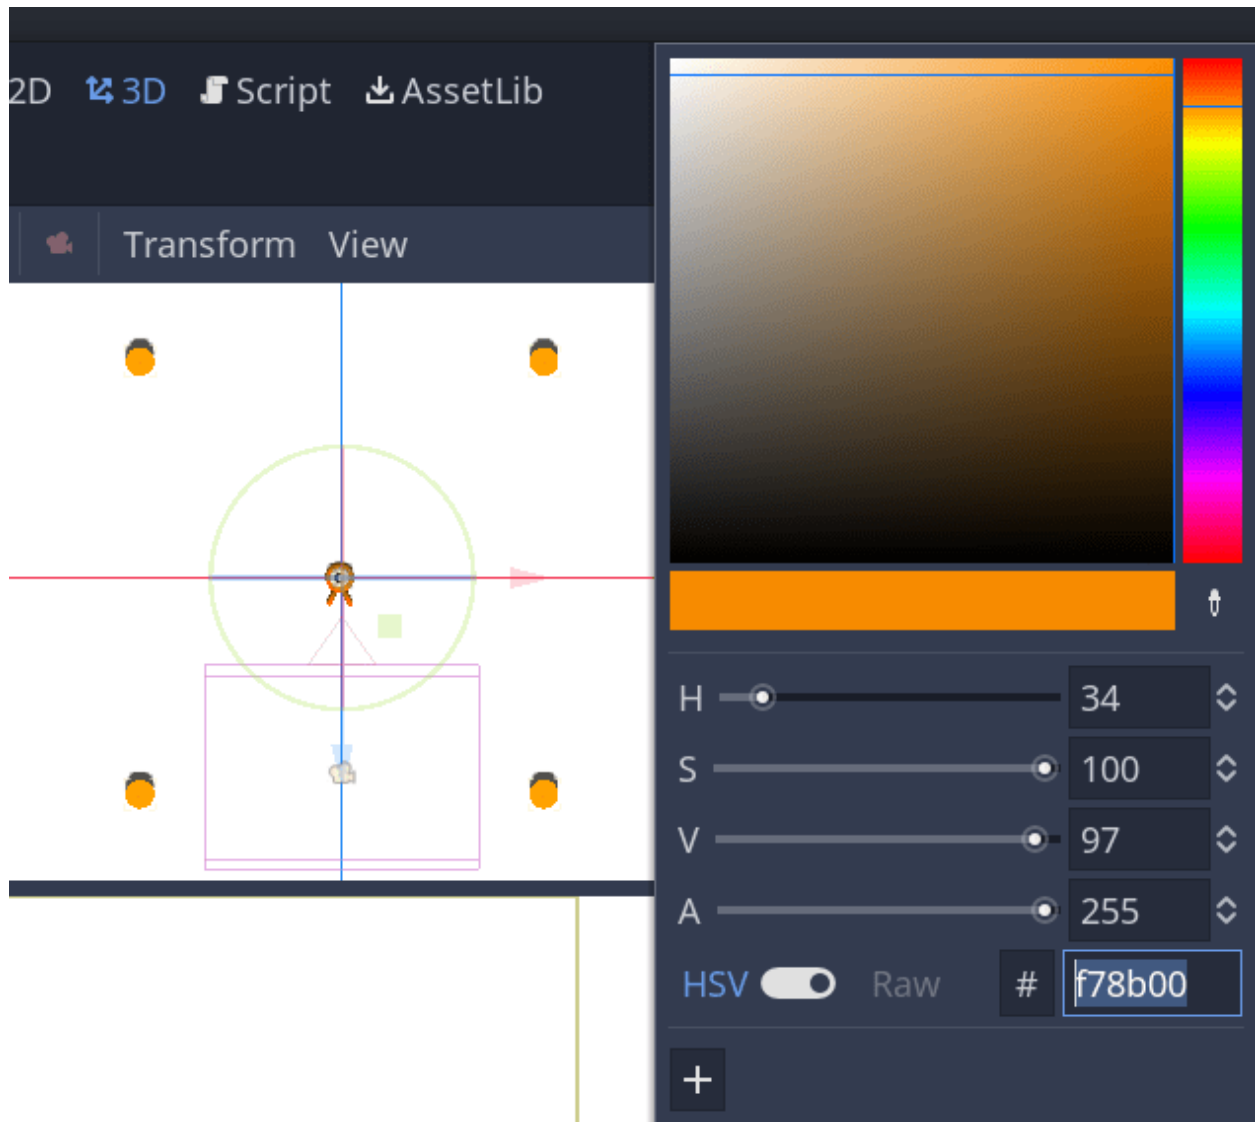 2D 3D Script AssetLib
Transform View
H 34
S 100
V 97
A 255
HSV Raw # f78b00
+